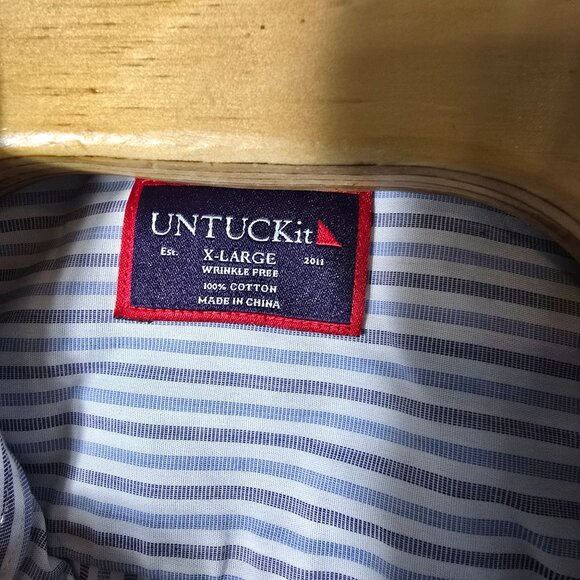 UNTUCKit
Est. X-LARGE 2011
WRINKLE FREE
100% COTTON
MADE IN CHINA